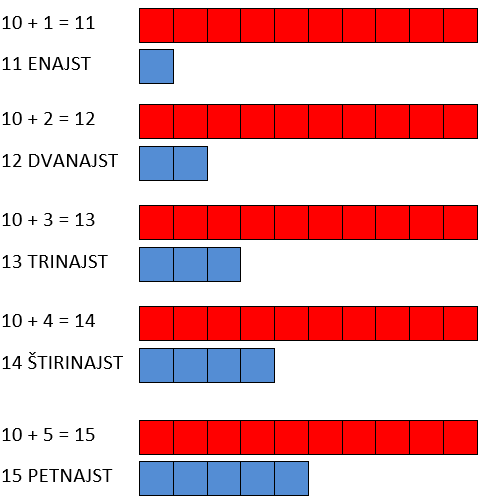 10 + 1 = 11
11 ENAJST
10 + 2 = 12
12 DVANAJST
10 + 3 = 13
13 TRINAJST
10 + 4 = 14
14 ŠTIRINAJST
10 + 5 = 15
15 PETNAJST